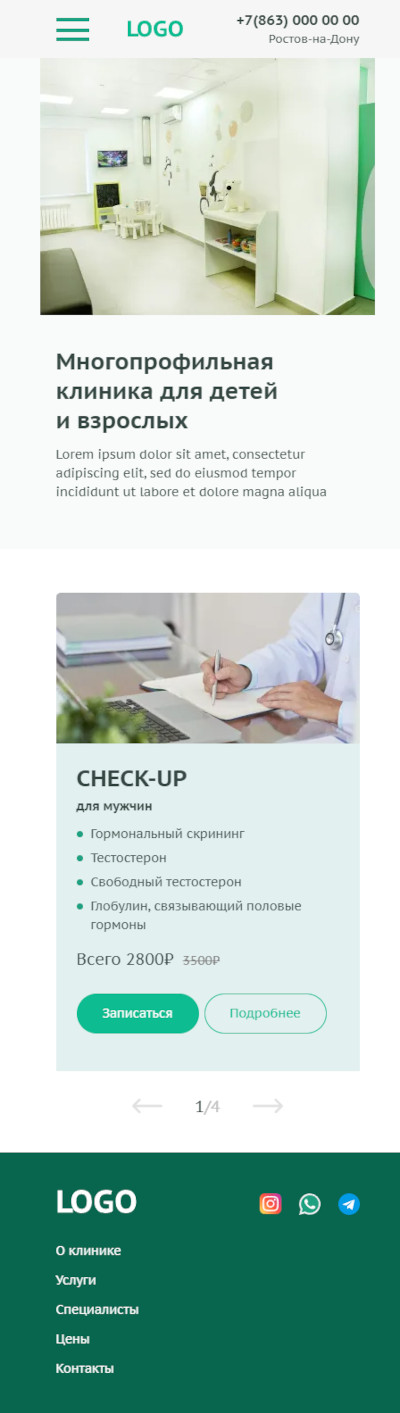 LOGO
+7(863) 000 00 00
Ростов-на-Дону
Многопрофильная
клиника для детей
и взрослых
Lorem ipsum dolor sit amet, consectetur
adipiscing elit, sed do eiusmod tempor
incididunt ut labore et dolore magna aliqua
CHECK-UP
для мужчин
Гормональный скрининг
Тестостерон
Свободный тестостерон
Глобулин, связывающий половые
гормоны
Всего 2800₽ 3500₽
Записаться Подробнее
1/4
LOGO
О клинике
Услуги
Специалисты
Цены
Контакты